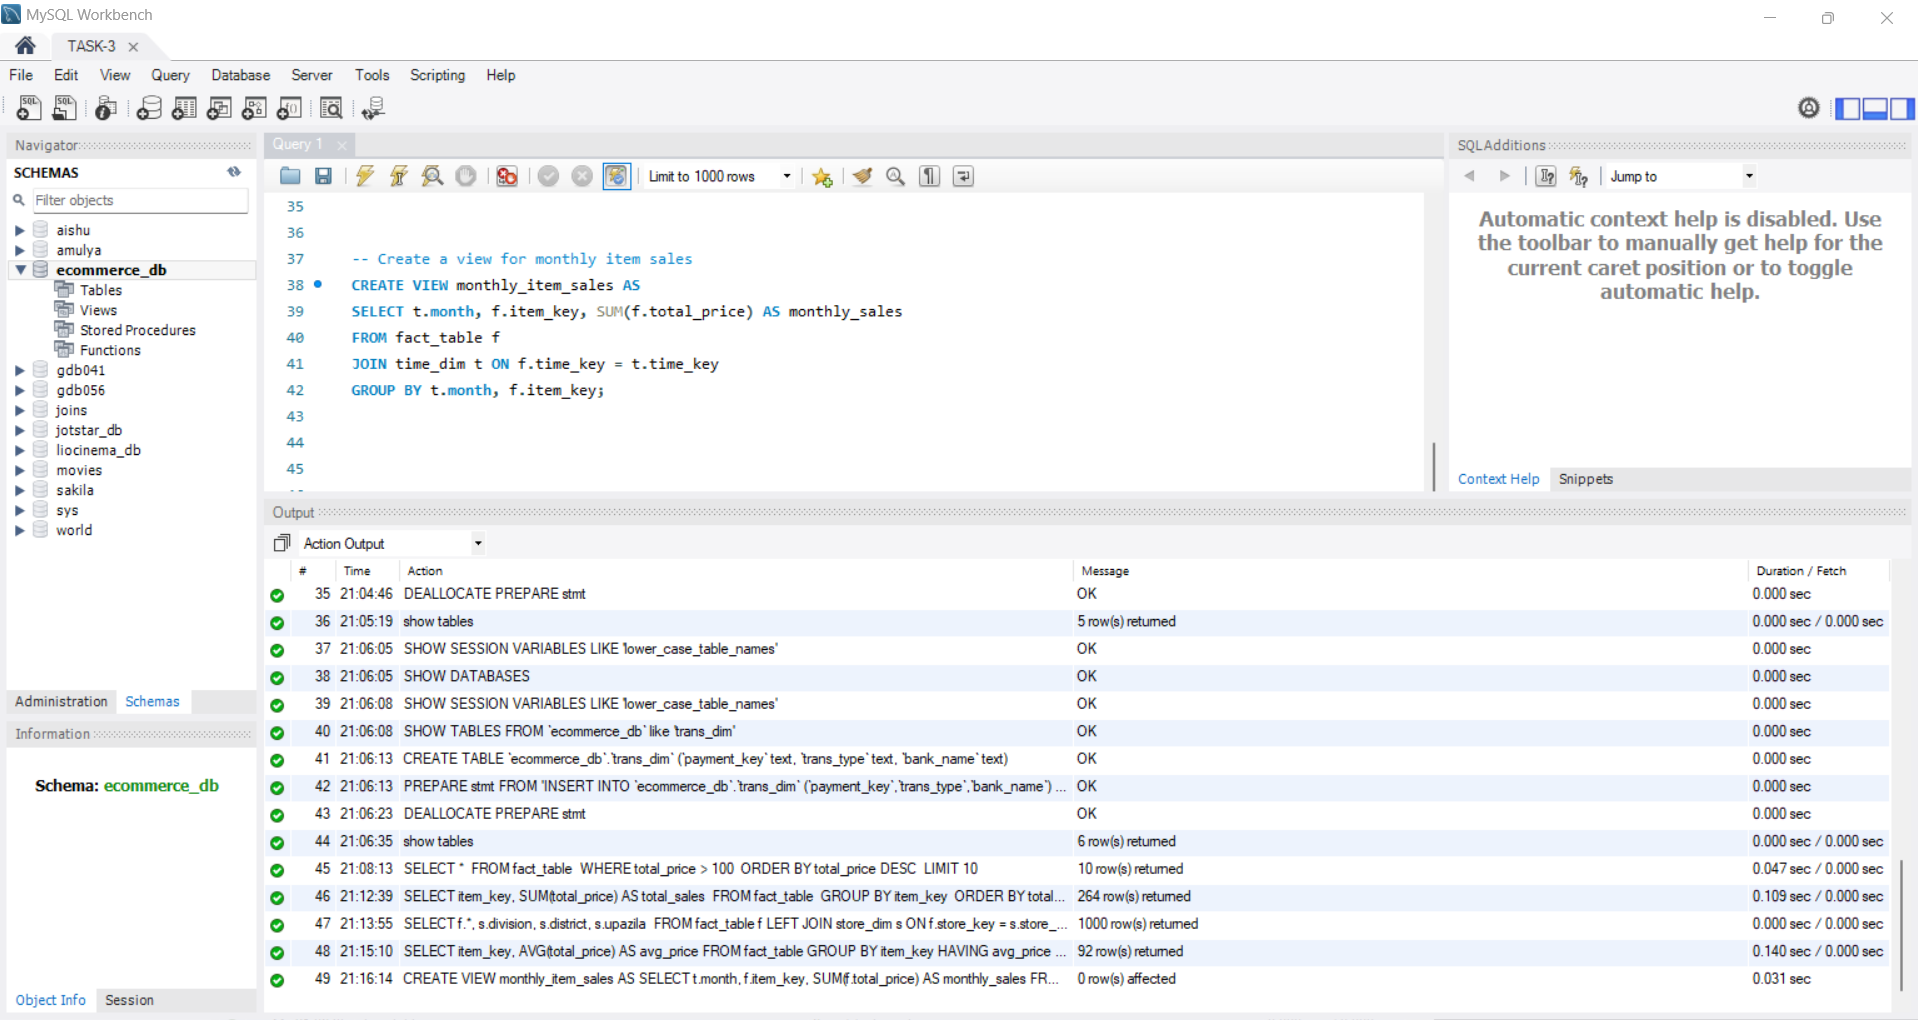 MySQL Workbench
TASK-3
File Edit View Query Database Server Tools Scripting Help
Navigator
SCHEMAS
Filter objects
aishu
amulya
ecommerce_db
Tables
Views
Stored Procedures
Functions
gdb041
gdb056
joins
jotstar_db
liocinema_db
movies
sakila
sys
world
Administration Schemas
Information
Schema: ecommerce_db
Object Info Session
Query 1
Limit to 1000 rows
35
36
37 -- Create a view for monthly item sales
38 CREATE VIEW monthly_item_sales AS
39 SELECT t.month, f.item_key, SUM(f.total_price) AS monthly_sales
40 FROM fact_table f
41 JOIN time_dim t ON f.time_key = t.time_key
42 GROUP BY t.month, f.item_key;
43
44
45
SQLAdditions
Jump to
Automatic context help is disabled. Use
the toolbar to manually get help for the
current caret position or to toggle
automatic help.
Context Help Snippets
Output
Action Output
# Time Action Message Duration / Fetch
35 21:04:46 DEALLOCATE PREPARE stmt OK 0.000 sec
36 21:05:19 show tables 5 row(s) returned 0.000 sec / 0.000 sec
37 21:06:05 SHOW SESSION VARIABLES LIKE 'lower_case_table_names' OK 0.000 sec
38 21:06:05 SHOW DATABASES OK 0.000 sec
39 21:06:08 SHOW SESSION VARIABLES LIKE 'lower_case_table_names' OK 0.000 sec
40 21:06:08 SHOW TABLES FROM `ecommerce_db` like 'trans_dim' OK 0.000 sec
41 21:06:13 CREATE TABLE `ecommerce_db`.`trans_dim` (`payment_key` text, `trans_type` text, `bank_name` text) OK 0.000 sec
42 21:06:13 PREPARE stmt FROM 'INSERT INTO `ecommerce_db`.`trans_dim` (`payment_key`,`trans_type`,`bank_name`) ... OK 0.000 sec
43 21:06:23 DEALLOCATE PREPARE stmt OK 0.000 sec
44 21:06:35 show tables 6 row(s) returned 0.000 sec / 0.000 sec
45 21:08:13 SELECT * FROM fact_table WHERE total_price > 100 ORDER BY total_price DESC LIMIT 10 10 row(s) returned 0.047 sec / 0.000 sec
46 21:12:39 SELECT item_key, SUM(total_price) AS total_sales FROM fact_table GROUP BY item_key ORDER BY total... 264 row(s) returned 0.109 sec / 0.000 sec
47 21:13:55 SELECT f.*, s.division, s.district, s.upazila FROM fact_table f LEFT JOIN store_dim s ON f.store_key = s.store_... 1000 row(s) returned 0.000 sec / 0.000 sec
48 21:15:10 SELECT item_key, AVG(total_price) AS avg_price FROM fact_table GROUP BY item_key HAVING avg_price ... 92 row(s) returned 0.140 sec / 0.000 sec
49 21:16:14 CREATE VIEW monthly_item_sales AS SELECT t.month, f.item_key, SUM(f.total_price) AS monthly_sales FR... 0 row(s) affected 0.031 sec